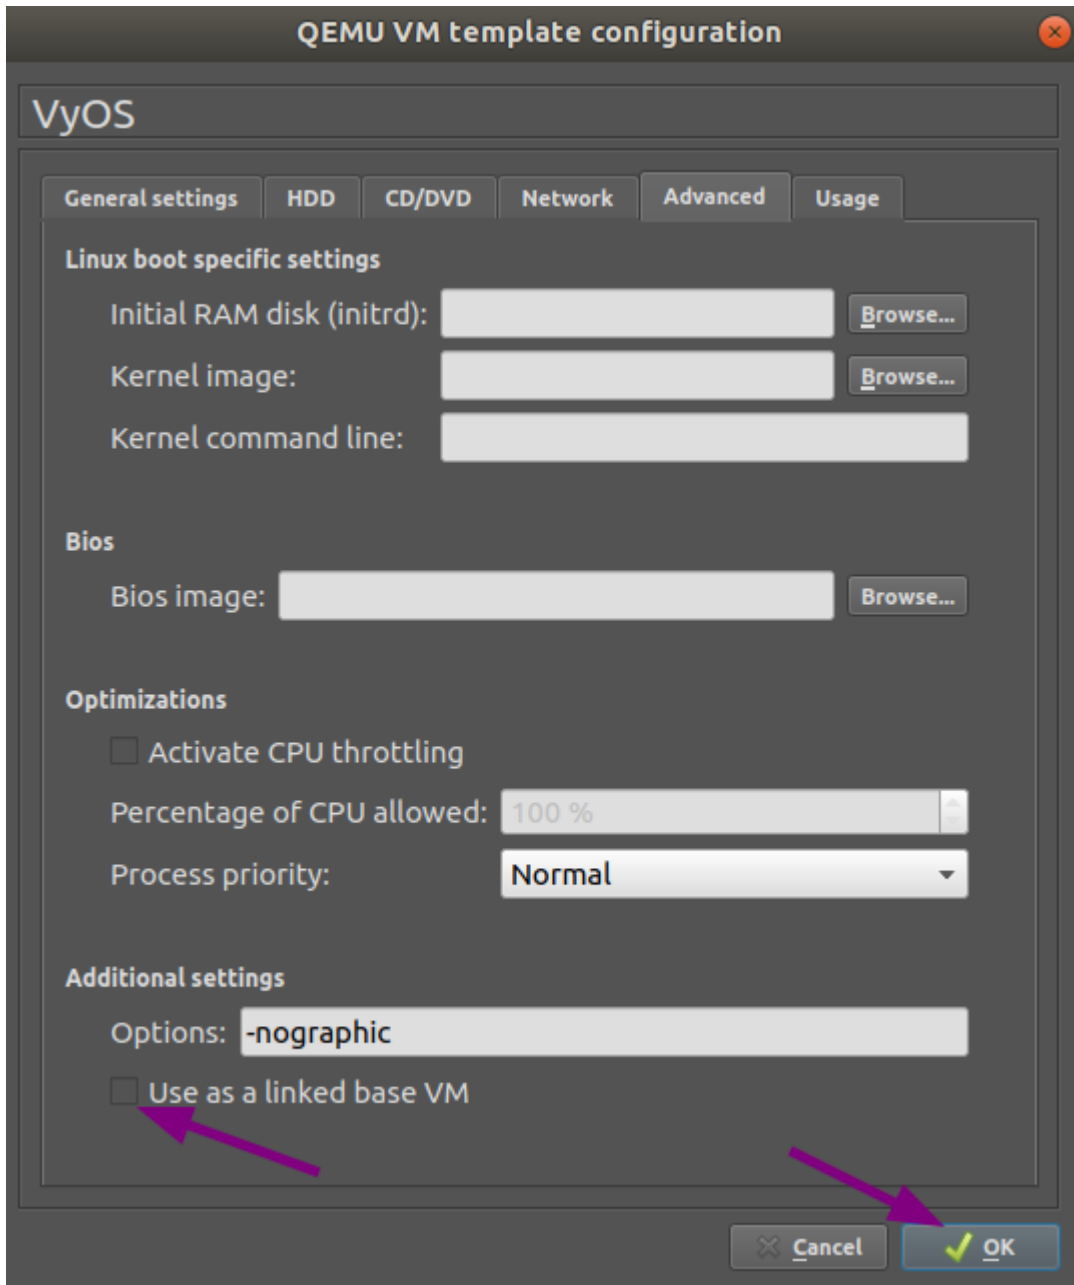 QEMU VM template configuration
VyOS
General settings HDD CD/DVD Network Advanced Usage
Linux boot specific settings
Initial RAM disk (initrd): Browse...
Kernel image: Browse...
Kernel command line:
Bios
Bios image: Browse...
Optimizations
Activate CPU throttling
Percentage of CPU allowed: 100 %
Process priority: Normal
Additional settings
Options: -nographic
Use as a linked base VM
Cancel OK